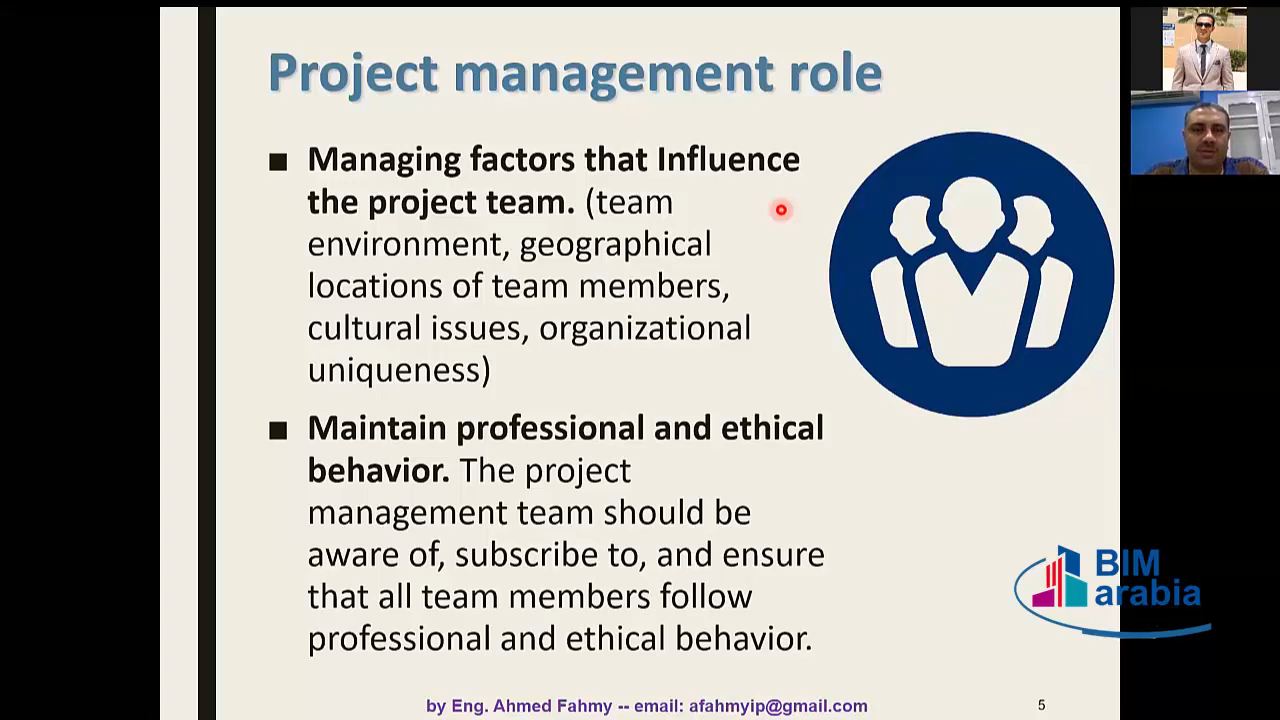 Project management role
■ Managing factors that Influence
the project team. (team
environment, geographical
locations of team members,
cultural issues, organizational
uniqueness)
■ Maintain professional and ethical
behavior. The project
management team should be
aware of, subscribe to, and ensure
that all team members follow
professional and ethical behavior.
BIM
arabia
by Eng. Ahmed Fahmy -- email: afahmyip@gmail.com
5